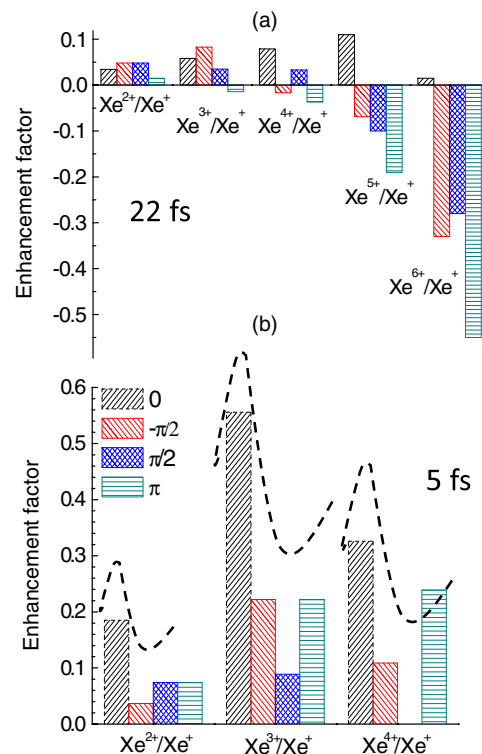 (a)
0.1
0.0
-0.1
-0.2
-0.3
-0.4
-0.5
Enhancement factor
Xe²⁺/Xe⁺
Xe³⁺/Xe⁺
Xe⁴⁺/Xe⁺
Xe⁵⁺/Xe⁺
Xe⁶⁺/Xe⁺
22 fs
(b)
0.6
0.5
0.4
0.3
0.2
0.1
0.0
Enhancement factor
0
-π/2
π/2
π
5 fs
Xe²⁺/Xe⁺ Xe³⁺/Xe⁺ Xe⁴⁺/Xe⁺